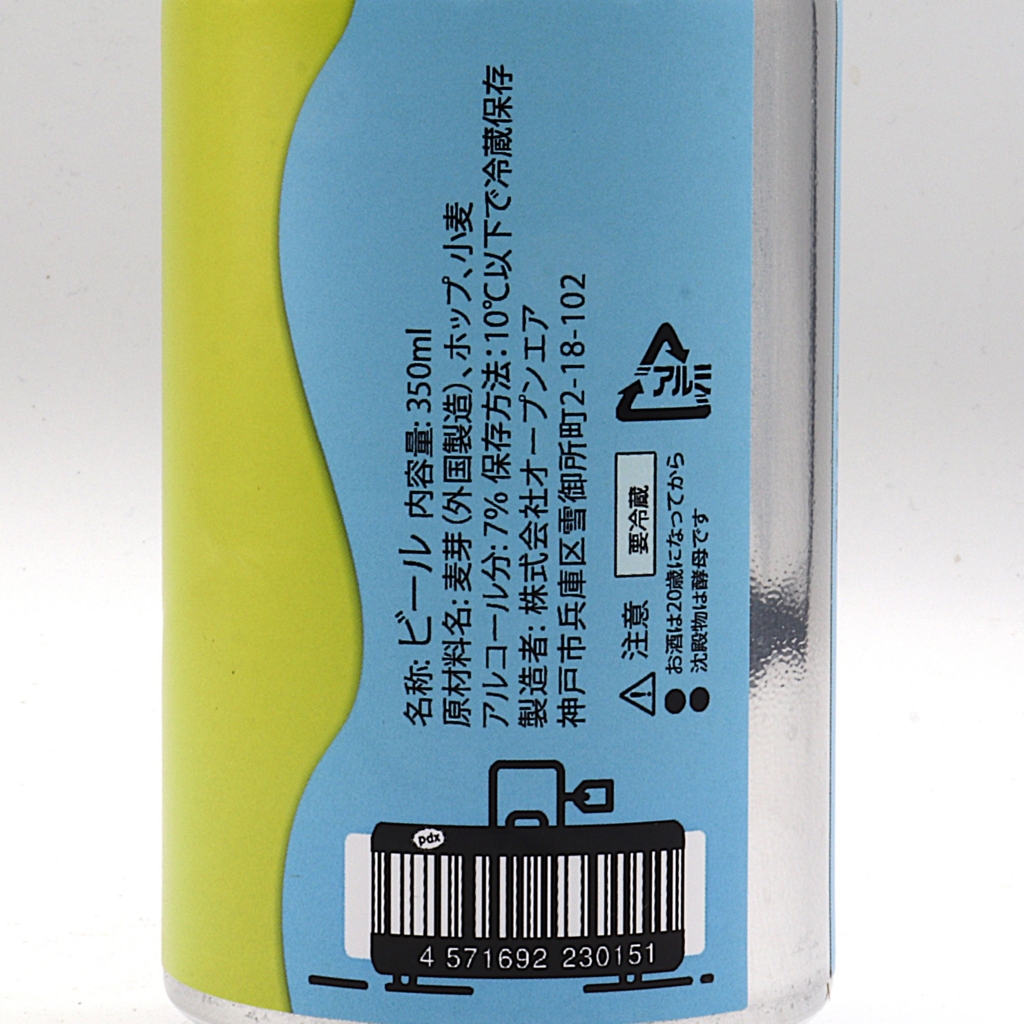 名称: ビール 内容量: 350ml
原材料名: 麦芽（外国製造）、ホップ、小麦
アルコール分: 7% 保存方法：10℃以下で冷蔵保存
製造者: 株式会社オープンエア
神戸市兵庫区雪御所町2-18-102
注意 要冷蔵
●お酒は20歳になってから
●沈殿物は酵母です
アルミ
pdx
4 571692 230151